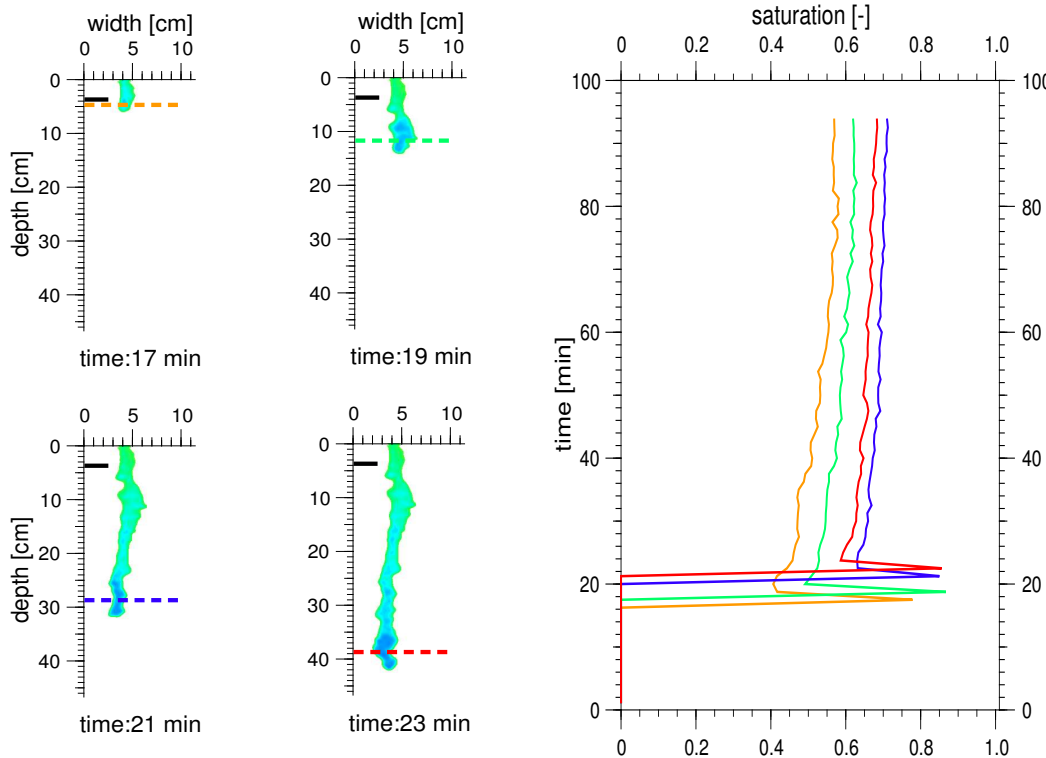 width [cm]
0 5 10
0
10
20
30
40
depth [cm]
time:17 min
width [cm]
0 5 10
0
10
20
30
40
time:19 min
0 5 10
0
10
20
30
40
depth [cm]
time:21 min
0 5 10
0
10
20
30
40
time:23 min
saturation [-]
0 0.2 0.4 0.6 0.8 1.0
100 100
80 80
60 60
40 40
20 20
0 0
time [min]
0 0.2 0.4 0.6 0.8 1.0